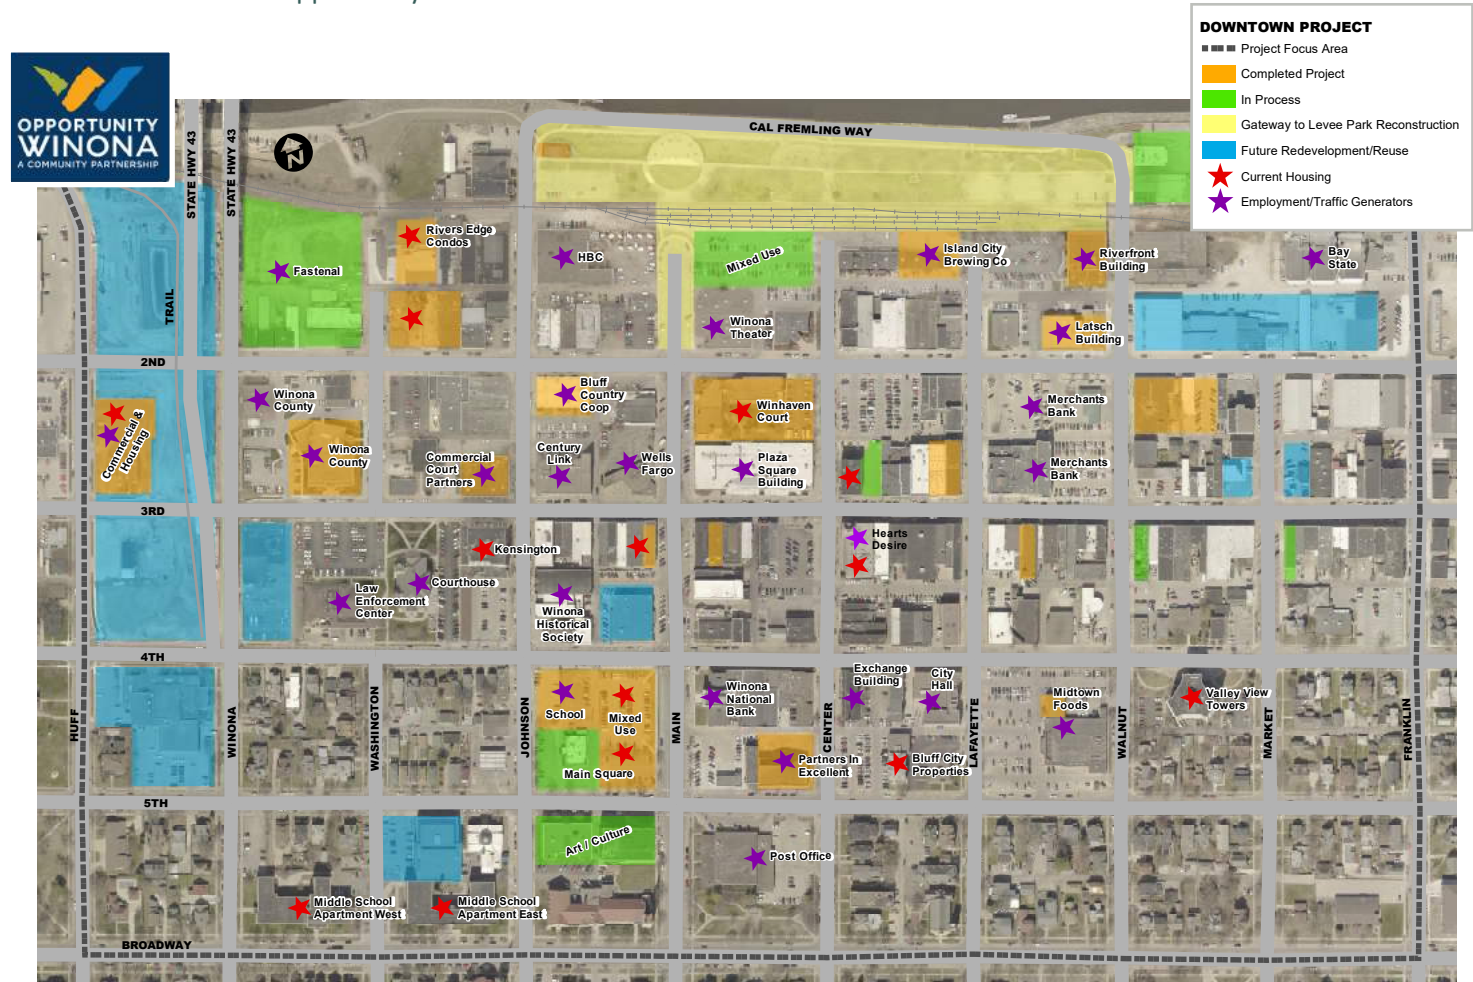 DOWNTOWN PROJECT
Project Focus Area
Completed Project
In Process
Gateway to Levee Park Reconstruction
Future Redevelopment/Reuse
Current Housing
Employment/Traffic Generators
OPPORTUNITY
WINONA
A COMMUNITY PARTNERSHIP
N
CAL FREMLING WAY
STATE HWY 43
STATE HWY 43
TRAIL
Rivers Edge
Condos
Fastenal
HBC
Mixed Use
Island City
Brewing Co
Riverfront
Building
Bay
State
Winona
Theater
Latsch
Building
2ND
Commercial &
Housing
Winona
County
Winona
County
Commercial
Court
Partners
Bluff
Country
Coop
Century
Link
Wells
Fargo
Winhaven
Court
Plaza
Square
Building
Merchants
Bank
Merchants
Bank
3RD
Kensington
Courthouse
Law
Enforcement
Center
Winona
Historical
Society
Hearts
Desire
4TH
HUFF
WINONA
WASHINGTON
JOHNSON
MAIN
CENTER
LAFAYETTE
WALNUT
MARKET
FRANKLIN
School
Mixed
Use
Main Square
Winona
National
Bank
Partners In
Excellent
Exchange
Building
City
Hall
Bluff City
Properties
Midtown
Foods
Valley View
Towers
5TH
Art / Culture
Post Office
Middle School
Apartment West
Middle School
Apartment East
BROADWAY